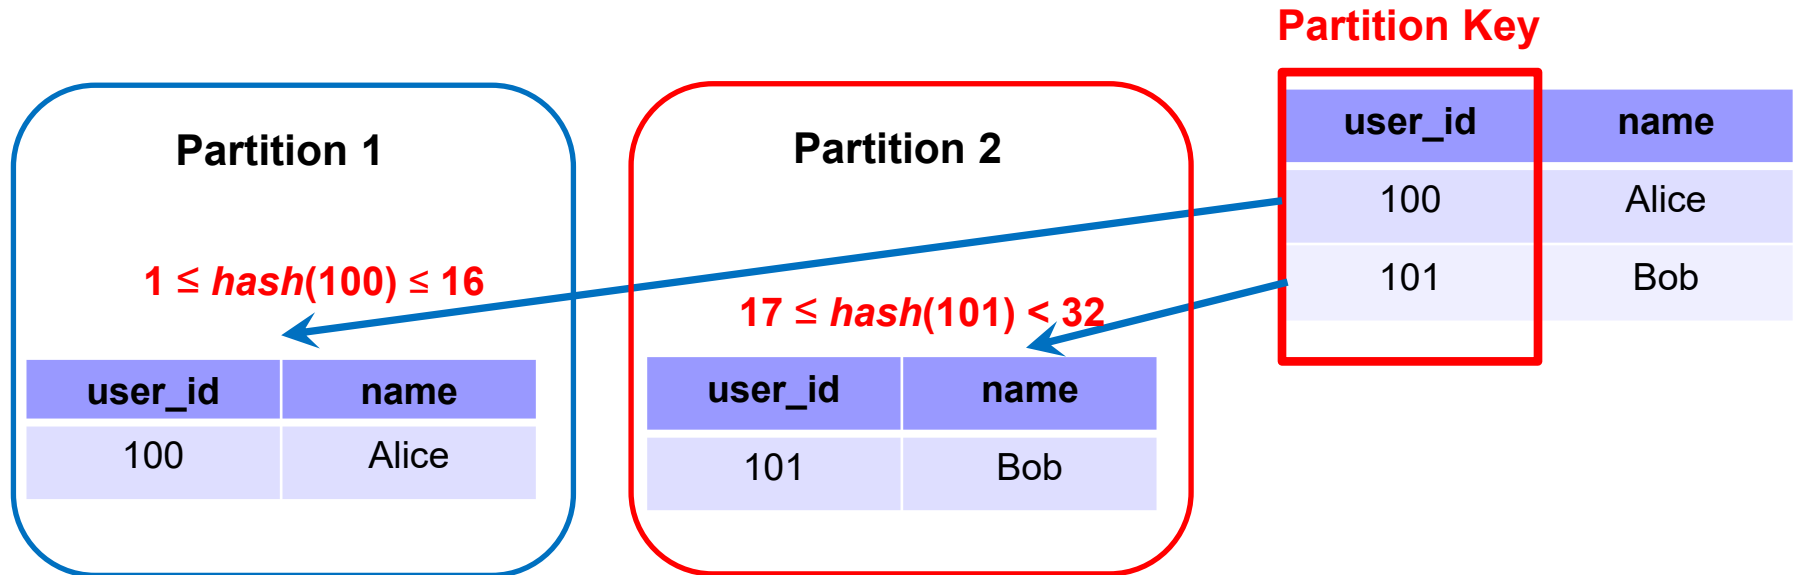 Partition Key
Partition 1
Partition 2
user_id name
100 Alice
101 Bob
1 ≤ hash(100) ≤ 16
17 ≤ hash(101) < 32
user_id name
100 Alice
user_id name
101 Bob